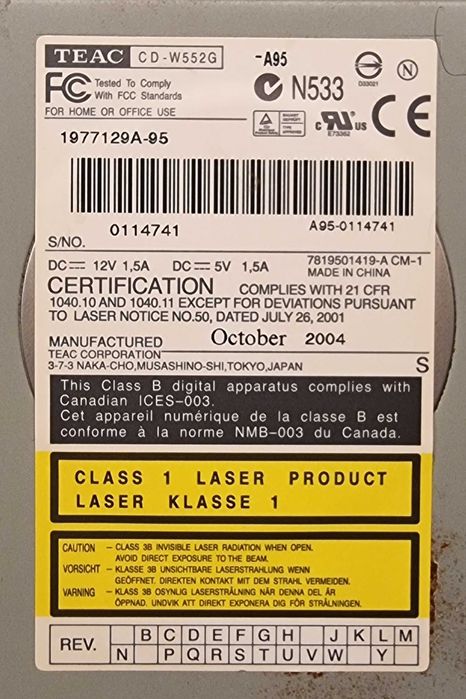 TEAC CD-W552G -A95
FC Tested To Comply
With FCC Standards
FOR HOME OR OFFICE USE
N533
D33021
N
c RU us
E73362
CE
1977129A-95
0114741
A95-0114741
S/NO.
DC 12V 1,5A DC 5V 1,5A
7819501419-A CM-1
MADE IN CHINA
CERTIFICATION COMPLIES WITH 21 CFR
1040.10 AND 1040.11 EXCEPT FOR DEVIATIONS PURSUANT
TO LASER NOTICE NO.50, DATED JULY 26, 2001
MANUFACTURED October 2004
TEAC CORPORATION
3-7-3 NAKA-CHO,MUSASHINO-SHI,TOKYO,JAPAN S
This Class B digital apparatus complies with
Canadian ICES-003.
Cet appareil numérique de la classe B est
conforme à la norme NMB-003 du Canada.
CLASS 1 LASER PRODUCT
LASER KLASSE 1
CAUTION – CLASS 3B INVISIBLE LASER RADIATION WHEN OPEN.
AVOID DIRECT EXPOSURE TO THE BEAM.
VORSICHT – KLASSE 3B UNSICHTBARE LASERSTRAHLUNG WENN
GEÖFFNET. DIREKTEN KONTAKT MIT DEM STRAHL VERMEIDEN.
VARNING – KLASS 3B OSYNLIG LASERSTRÅLNING NÄR DENNA DEL ÄR
ÖPPNAD. UNDVIK ATT DIREKT EXPONERA DIG FÖR STRÅLNINGEN.
REV. B C D E F G H J K L M
N P Q R S T U V W Y